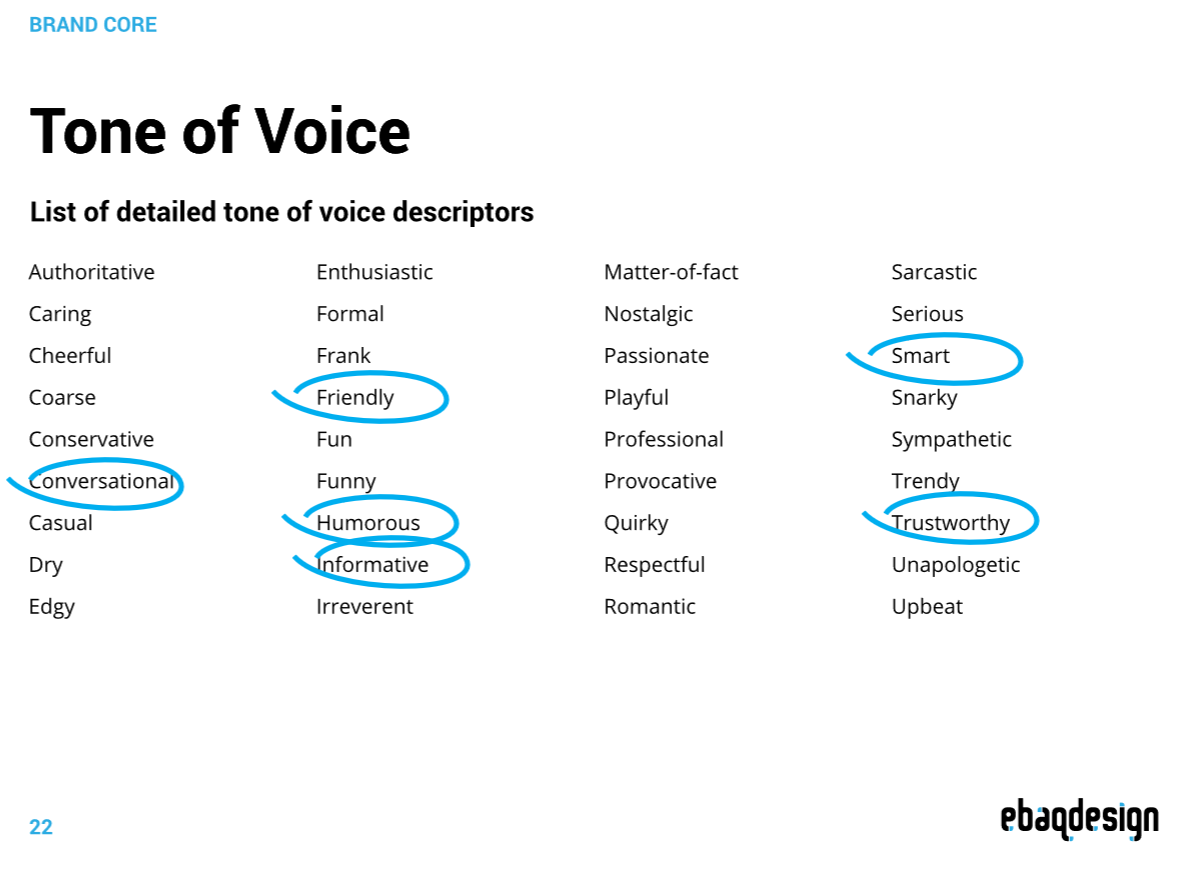 BRAND CORE
Tone of Voice
List of detailed tone of voice descriptors
Authoritative
Caring
Cheerful
Coarse
Conservative
Conversational
Casual
Dry
Edgy
Enthusiastic
Formal
Frank
Friendly
Fun
Funny
Humorous
Informative
Irreverent
Matter-of-fact
Nostalgic
Passionate
Playful
Professional
Provocative
Quirky
Respectful
Romantic
Sarcastic
Serious
Smart
Snarky
Sympathetic
Trendy
Trustworthy
Unapologetic
Upbeat
22
ebaqdesign